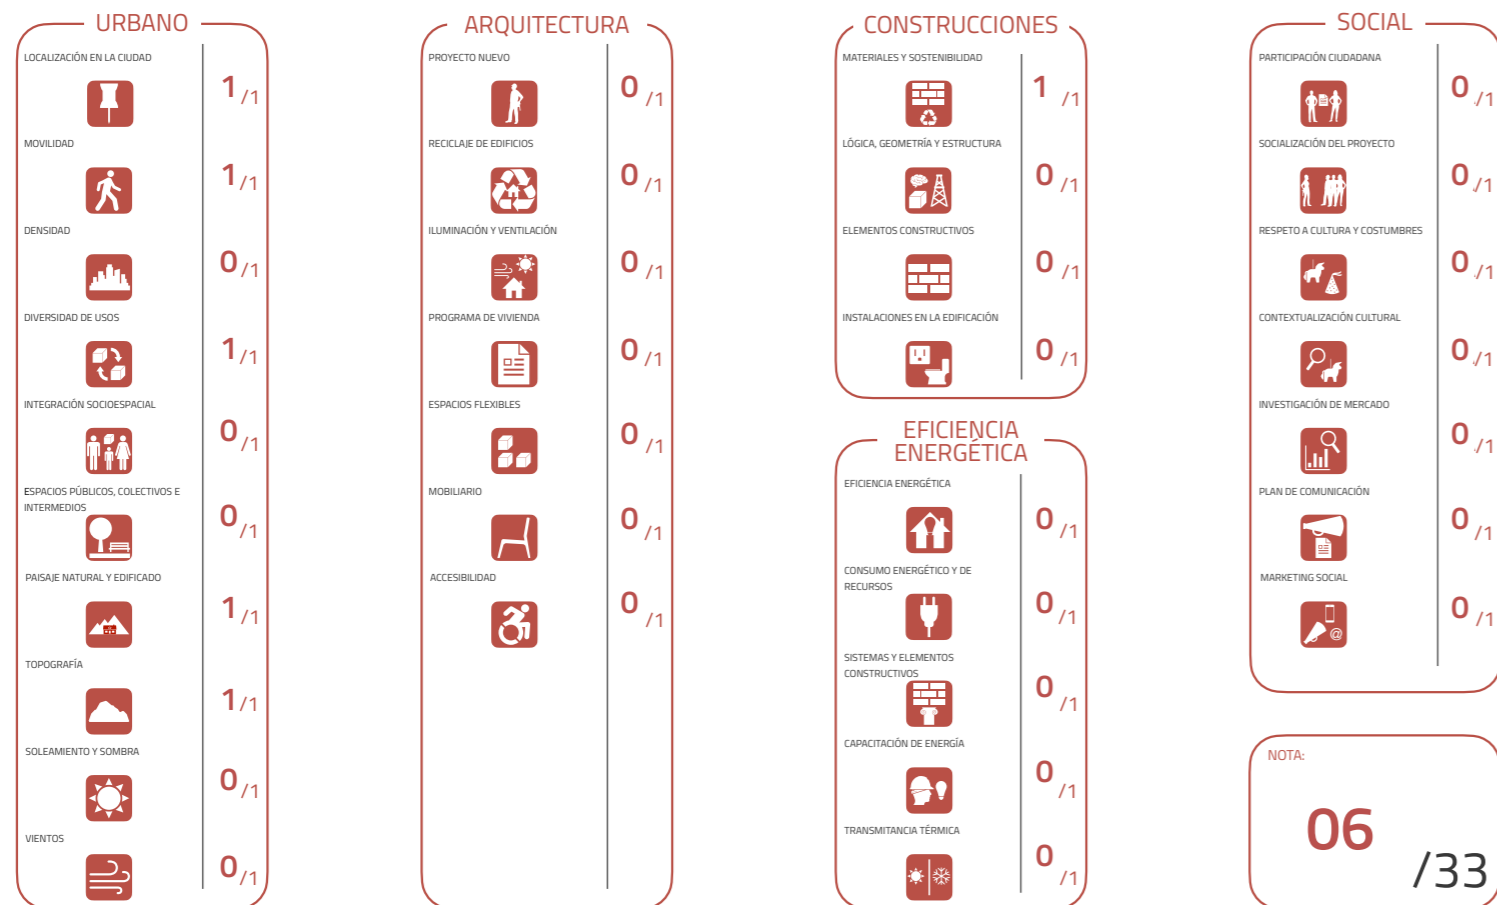 URBANO
LOCALIZACIÓN EN LA CIUDAD
1/1
MOVILIDAD
1/1
DENSIDAD
0/1
DIVERSIDAD DE USOS
1/1
INTEGRACIÓN SOCIOESPACIAL
0/1
ESPACIOS PÚBLICOS, COLECTIVOS E
INTERMEDIOS
0/1
PAISAJE NATURAL Y EDIFICADO
1/1
TOPOGRAFÍA
1/1
SOLEAMIENTO Y SOMBRA
0/1
VIENTOS
0/1
ARQUITECTURA
PROYECTO NUEVO
0 /1
RECICLAJE DE EDIFICIOS
0 /1
ILUMINACIÓN Y VENTILACIÓN
0 /1
PROGRAMA DE VIVIENDA
0 /1
ESPACIOS FLEXIBLES
0 /1
MOBILIARIO
0 /1
ACCESIBILIDAD
0 /1
CONSTRUCCIONES
MATERIALES Y SOSTENIBILIDAD
1 /1
LÓGICA, GEOMETRÍA Y ESTRUCTURA
0 /1
ELEMENTOS CONSTRUCTIVOS
0 /1
INSTALACIONES EN LA EDIFICACIÓN
0 /1
EFICIENCIA
ENERGÉTICA
EFICIENCIA ENERGÉTICA
0 /1
CONSUMO ENERGÉTICO Y DE
RECURSOS
0 /1
SISTEMAS Y ELEMENTOS
CONSTRUCTIVOS
0 /1
CAPACITACIÓN DE ENERGÍA
0 /1
TRANSMITANCIA TÉRMICA
0 /1
SOCIAL
PARTICIPACIÓN CIUDADANA
0 /1
SOCIALIZACIÓN DEL PROYECTO
0 /1
RESPETO A CULTURA Y COSTUMBRES
0 /1
CONTEXTUALIZACIÓN CULTURAL
0 /1
INVESTIGACIÓN DE MERCADO
0 /1
PLAN DE COMUNICACIÓN
0 /1
MARKETING SOCIAL
@
0 /1
NOTA:
06
/33